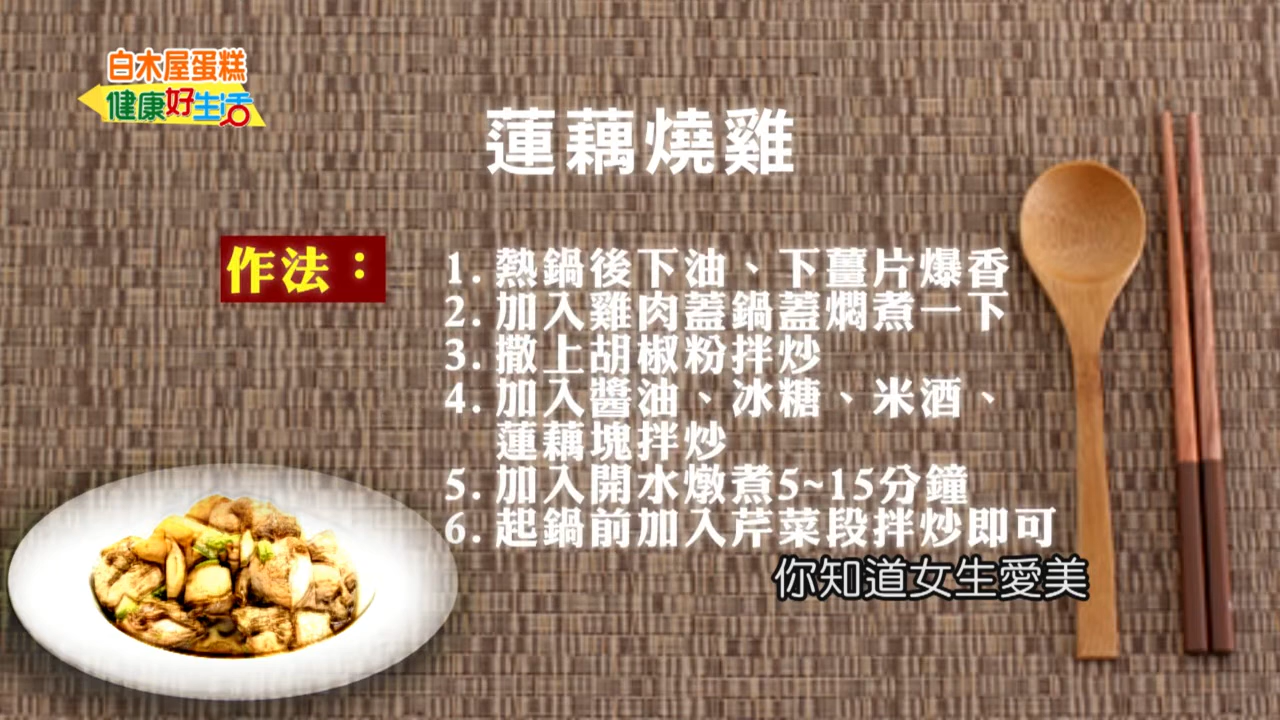 白木屋蛋糕
健康好生活
蓮藕燒雞
作法：
1. 熱鍋後下油、下薑片爆香
2. 加入雞肉蓋鍋蓋燜煮一下
3. 撒上胡椒粉拌炒
4. 加入醬油、冰糖、米酒、
蓮藕塊拌炒
5. 加入開水燉煮5~15分鐘
6. 起鍋前加入芹菜段拌炒即可
你知道女生愛美